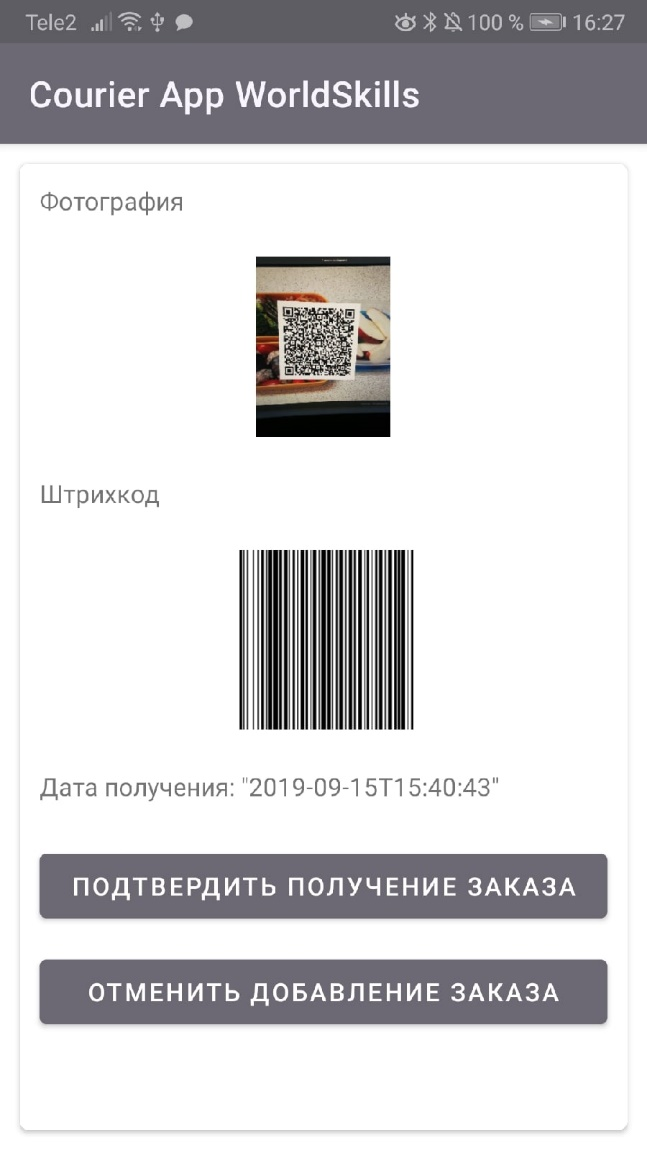 Tele2 100 % 16:27
Courier App WorldSkills
Фотография
Штрихкод
Дата получения: "2019-09-15T15:40:43"
ПОДТВЕРДИТЬ ПОЛУЧЕНИЕ ЗАКАЗА
ОТМЕНИТЬ ДОБАВЛЕНИЕ ЗАКАЗА